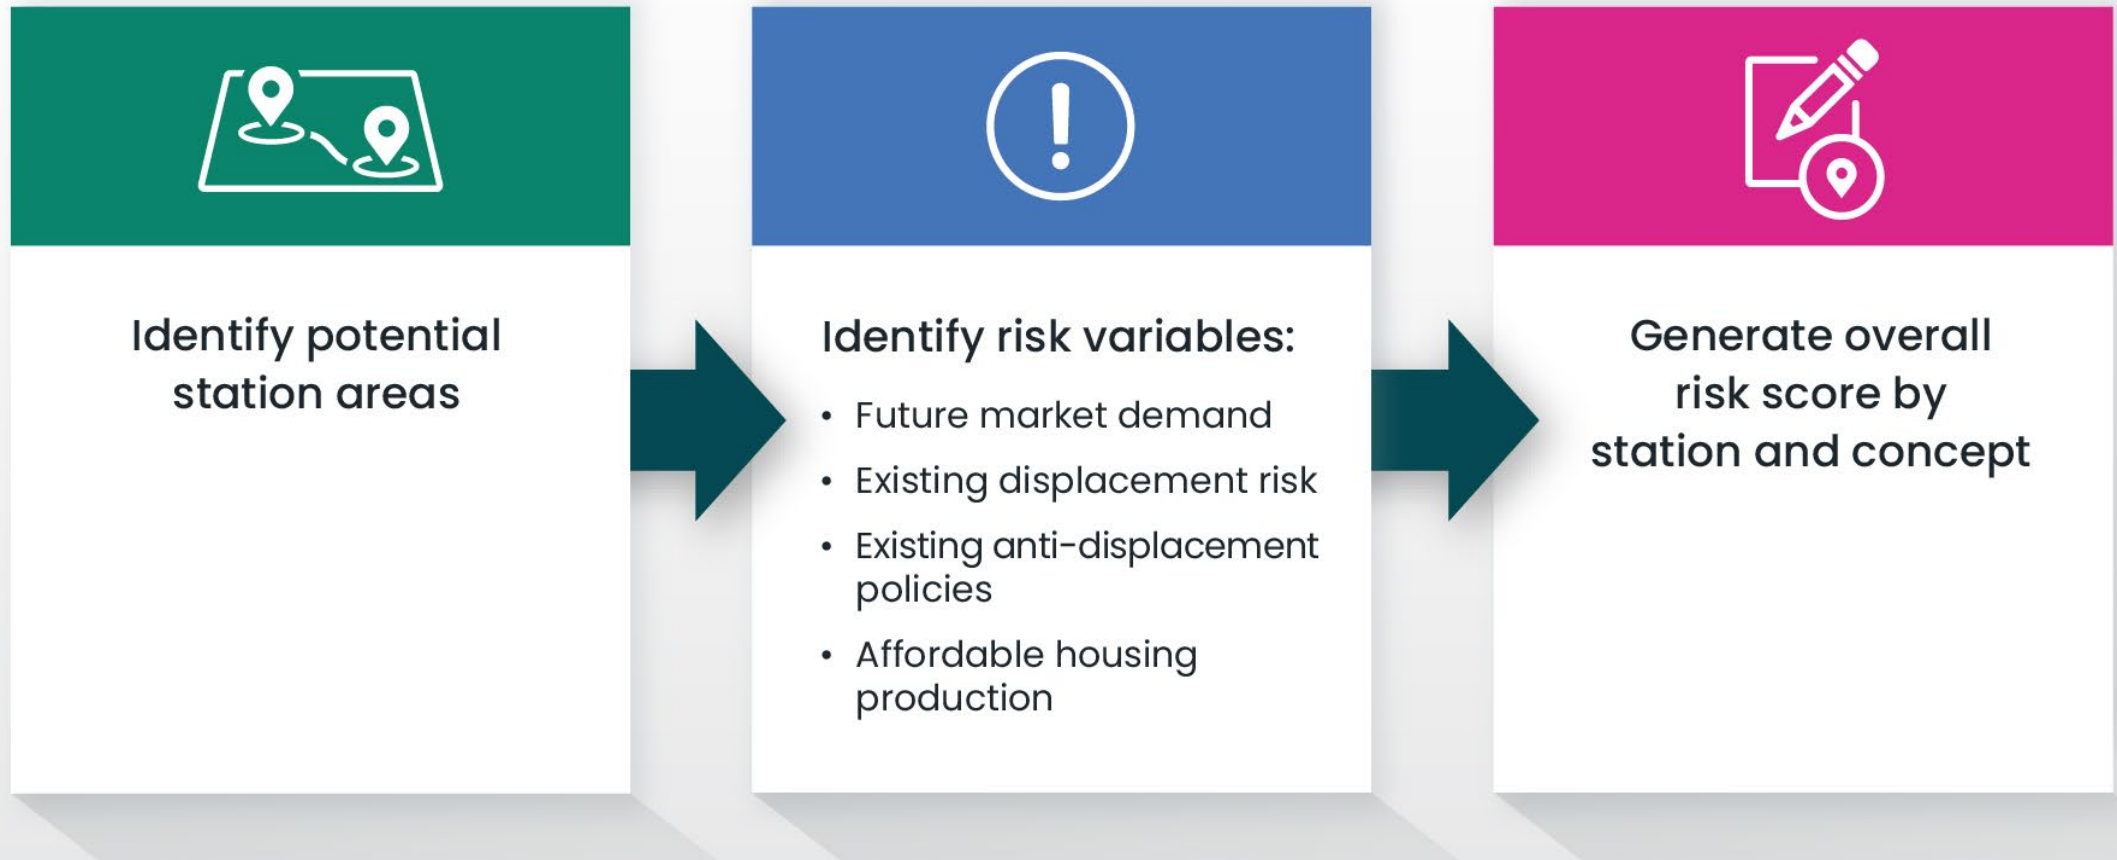 Identify potential
station areas
Identify risk variables:
• Future market demand
• Existing displacement risk
• Existing anti-displacement
policies
• Affordable housing
production
Generate overall
risk score by
station and concept